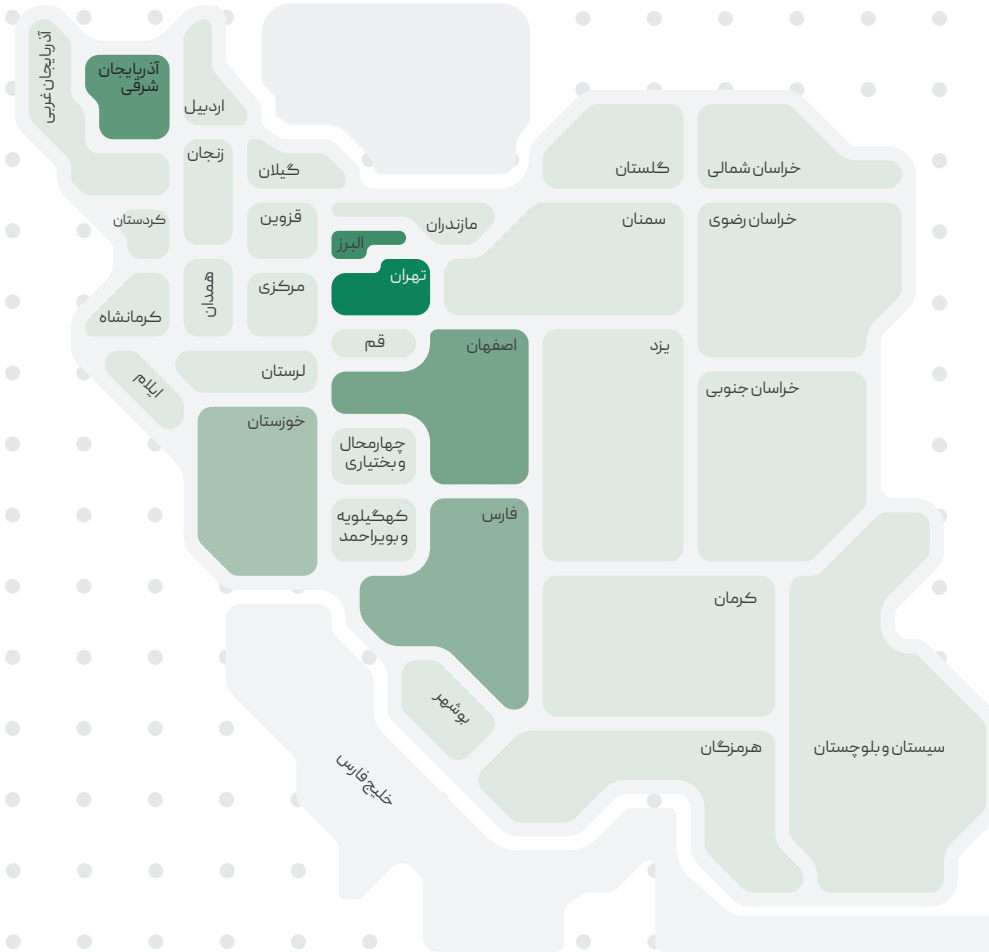 آذربایجان غربی
آذربایجان
شرقی
اردبیل
زنجان
گیلان
گلستان
خراسان شمالی
کردستان
قزوین
مازندران
سمنان
خراسان رضوی
البرز
همدان
مرکزی
تهران
کرمانشاه
قم
اصفهان
یزد
ایلام
لرستان
خراسان جنوبی
خوزستان
چهارمحال
و بختیاری
کهگیلویه
و بویراحمد
فارس
کرمان
بوشهر
هرمزگان
سیستان و بلوچستان
خلیج فارس